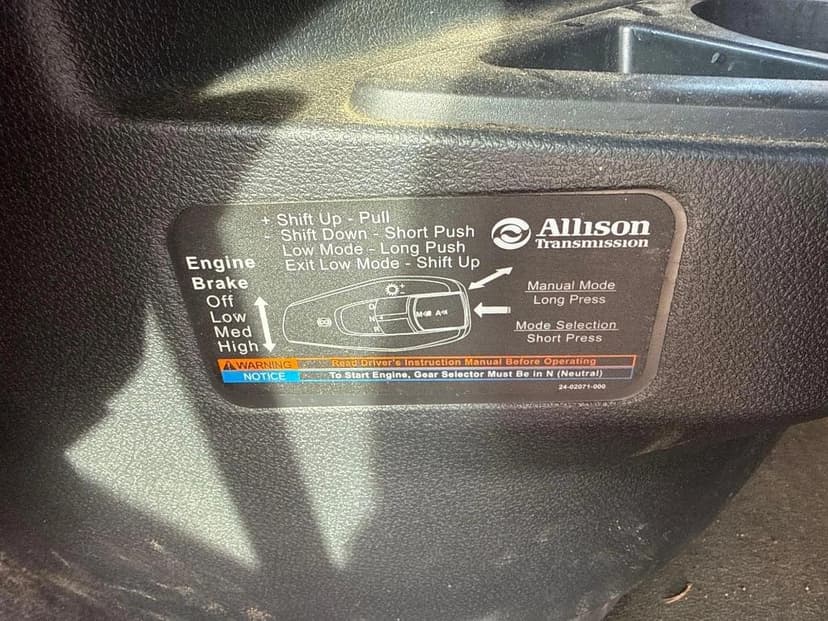 + Shift Up - Pull
- Shift Down - Short Push
Low Mode - Long Push
Exit Low Mode - Shift Up
Allison
Transmission
Engine
Brake
Off
Low
Med
High
D
N
R
M
A
Manual Mode
Long Press
Mode Selection
Short Press
WARNING Read Driver's Instruction Manual Before Operating
NOTICE To Start Engine, Gear Selector Must Be in N (Neutral)
24-02071-000